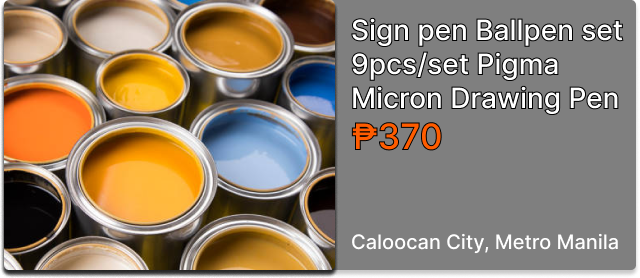 Sign pen Ballpen set
9pcs/set Pigma
Micron Drawing Pen
₱370
Caloocan City, Metro Manila